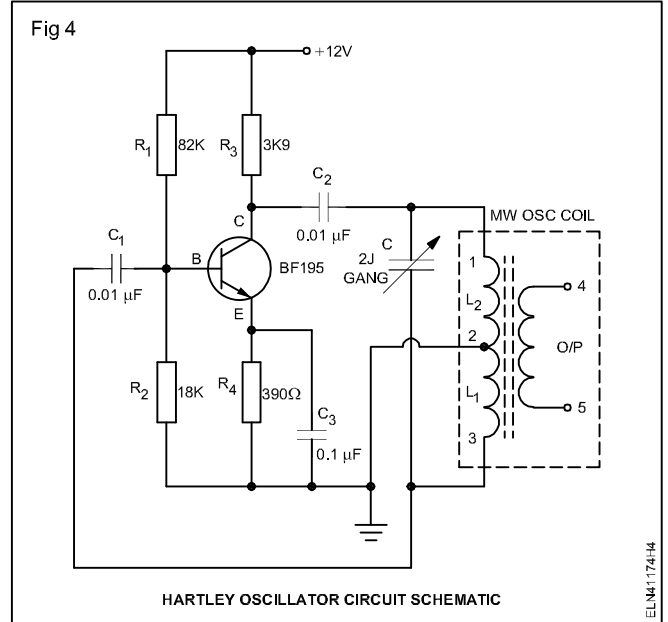 Fig 4
+12V
R1 82K
R3 3K9
C2
0.01 µF
MW OSC COIL
C
C1
0.01 µF
B
BF195
E
C
2J
GANG
1
L2
2
L1
3
4
O/P
5
R2 18K
R4 390Ω
C3
0.1 µF
HARTLEY OSCILLATOR CIRCUIT SCHEMATIC
ELN41174H4